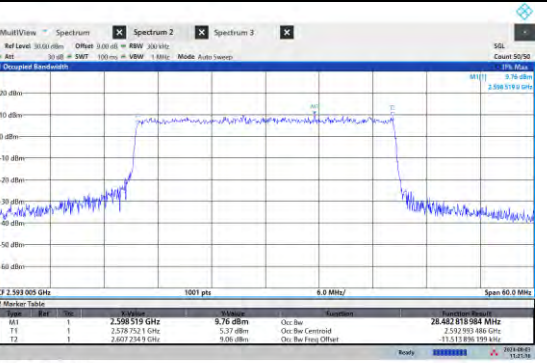 MultiView Spectrum Spectrum 2 Spectrum 3
Ref Level 30.00 dBm Offset 9.00 dB RBW 300 kHz SGL
Att 30 dB SWT 100 ms VBW 1 MHz Mode Auto Sweep Count 50/50
Occupied Bandwidth 1Pk Max
M1[1] 9.76 dBm
2.598 519 0 GHz
20 dBm
10 dBm
0 dBm
-10 dBm
-20 dBm
-40 dBm
-50 dBm
-60 dBm
CF 2.593 005 GHz 1001 pts 6.0 MHz/ Span 60.0 MHz
2 Marker Table
Type Ref Trc X-Value Y-Value Function Function Result
M1 1 2.598 519 GHz 9.76 dBm Occ Bw 28.482 818 984 MHz
T1 1 2.578 752 1 GHz 5.37 dBm Occ Bw Centroid 2.592 993 486 GHz
T2 1 2.607 234 9 GHz 9.06 dBm Occ Bw Freq Offset -11.513 896 199 kHz
Ready 2024-08-03